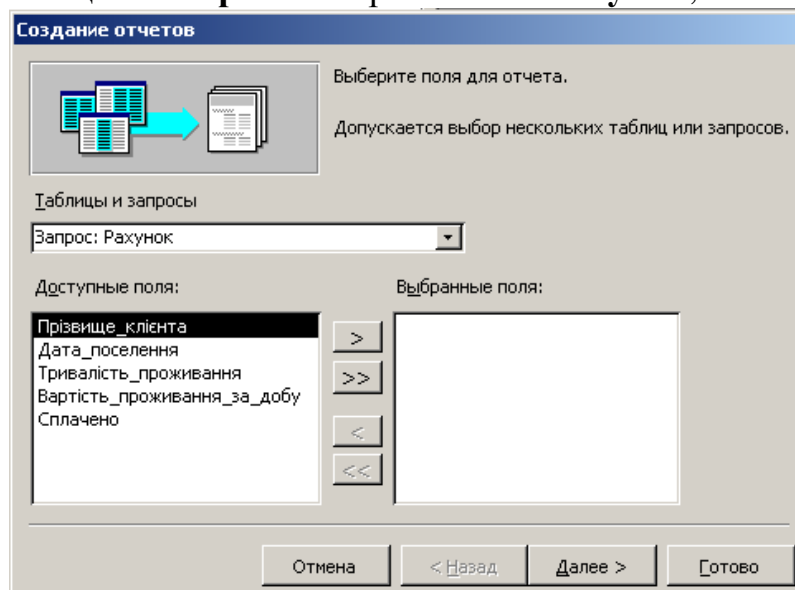 Создание отчетов
Выберите поля для отчета.
Допускается выбор нескольких таблиц или запросов.
Таблицы и запросы
Запрос: Рахунок
Доступные поля:
Выбранные поля:
Прізвище_клієнта
Дата_поселення
Тривалість_проживання
Вартість_проживання_за_добу
Сплачено
>
>>
<
<<
Отмена
< Назад
Далее >
Готово